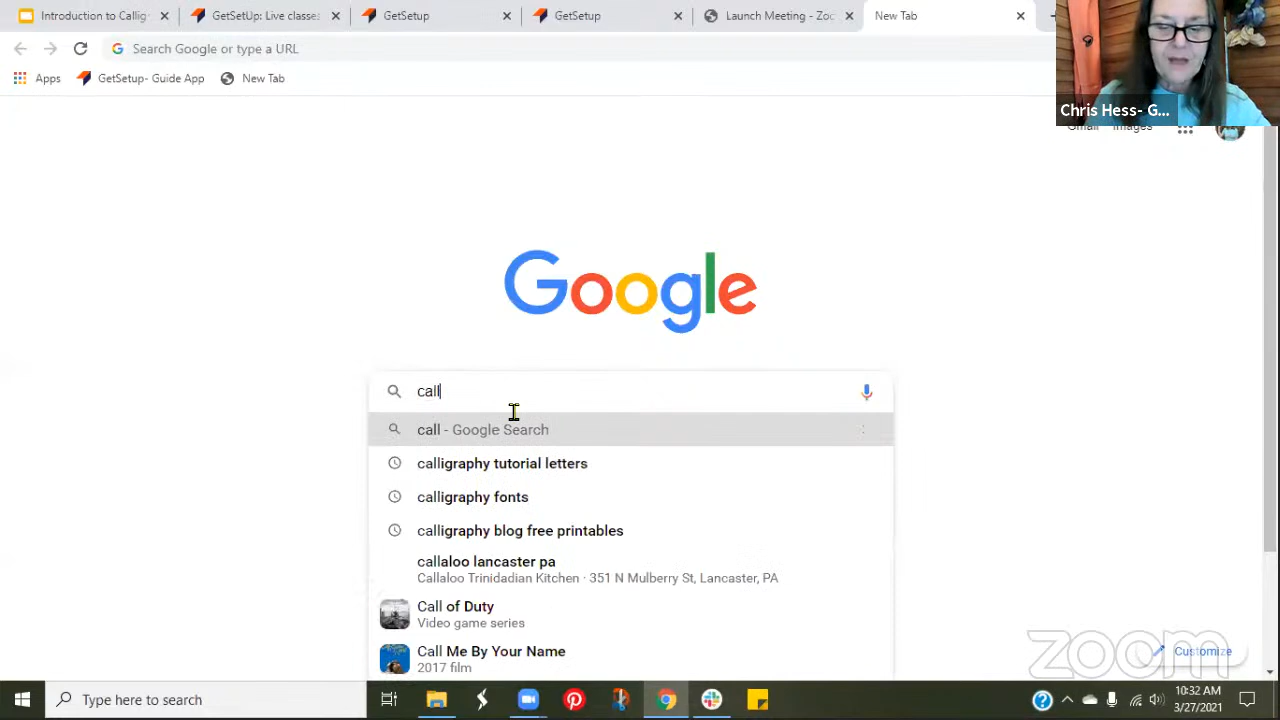 Introduction to Callig
GetSetUp: Live classes
GetSetup
GetSetup
Launch Meeting - Zoo
New Tab
Search Google or type a URL
Apps
GetSetup- Guide App
New Tab
Chris Hess- G...
Gmail
Images
Google
call
call - Google Search
calligraphy tutorial letters
calligraphy fonts
calligraphy blog free printables
callaloo lancaster pa
Callaloo Trinidadian Kitchen · 351 N Mulberry St, Lancaster, PA
Call of Duty
Video game series
Call Me By Your Name
2017 film
zoom
Customize
Type here to search
10:32 AM
3/27/2021